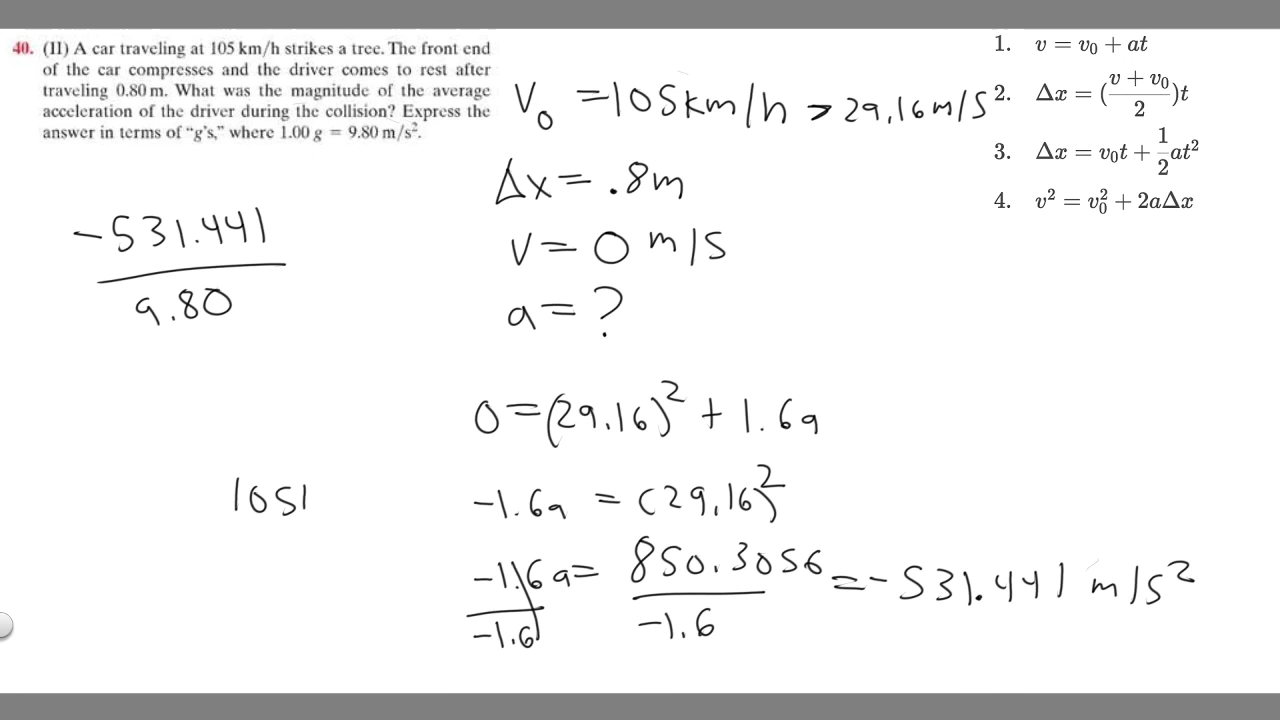 40. (II) A car traveling at 105 km/h strikes a tree. The front end
of the car compresses and the driver comes to rest after
traveling 0.80 m. What was the magnitude of the average
acceleration of the driver during the collision? Express the
answer in terms of “g’s,” where 1.00 g = 9.80 m/s².
1. v = v₀ + at
2. Δx = (v + v₀/2)t
3. Δx = v₀t + 1/2 at²
4. v² = v₀² + 2aΔx
V₀ = 105km/h > 29.16m/s
Δx = .8m
v = 0 m/s
a = ?
-531.441
9.80
0 = (29.16)² + 1.6a
-1.6a = (29.16)²
-1.6a = 850.3056 = -531.441 m/s²
-1.6 -1.6
1051